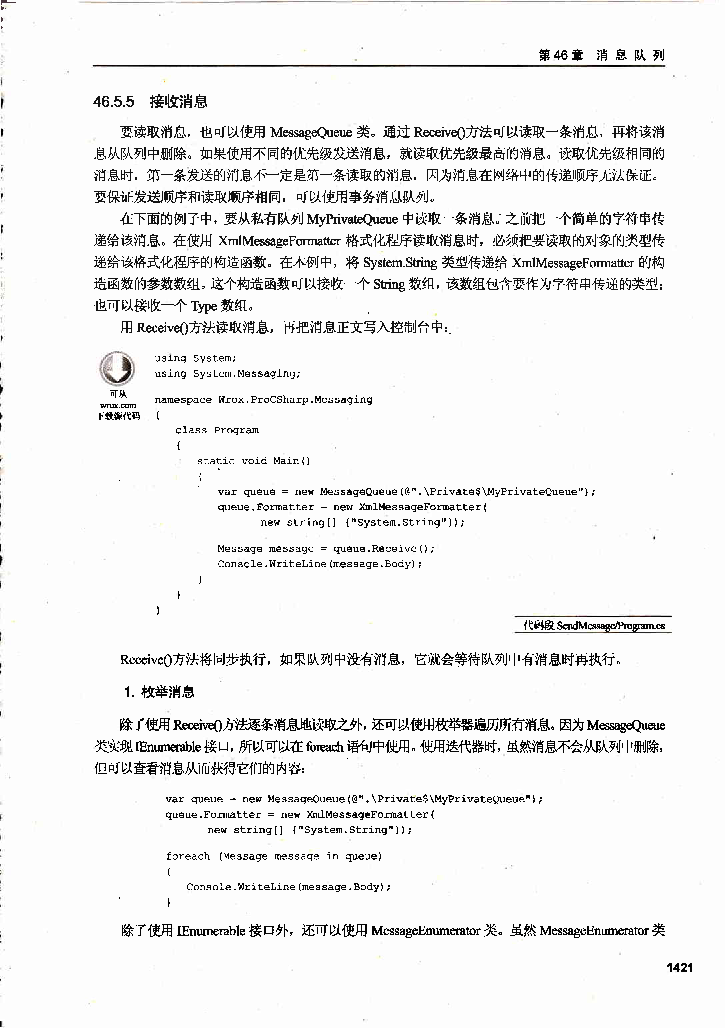 第46章 消 息 队 列
46.5.5 接收消息
要读取消息，也可以使用 MessageQueue 类。通过 Receive()方法可以读取一条消息，再将该消
息从队列中删除。如果使用不同的优先级发送消息，就读取优先级最高的消息。读取优先级相同的
消息时，第一条发送的消息不一定是第一条读取的消息，因为消息在网络中的传递顺序无法保证。
要保证发送顺序和读取顺序相同，可以使用事务消息队列。
在下面的例子中，要从私有队列 MyPrivateQueue 中读取一条消息。之前把一个简单的字符串传
递给该消息。在使用 XmlMessageFormatter 格式化程序读取消息时，必须把要读取的对象的类型传
递给该格式化程序的构造函数。在本例中，将 System.String 类型传递给 XmlMessageFormatter 的构
造函数的参数数组。这个构造函数可以接收一个 String 数组，该数组包含要作为字符串传递的类型；
也可以接收一个 Type 数组。
用 Receive()方法读取消息，再把消息正文写入控制台中：
可从
wrox.com
下载源代码
using System;
using System.Messaging;
namespace Wrox.ProCSharp.Messaging
{
class Program
{
static void Main()
{
var queue = new MessageQueue(@".\Private$\MyPrivateQueue");
queue.Formatter = new XmlMessageFormatter(
new string[] {"System.String"});
Message message = queue.Receive();
Console.WriteLine(message.Body);
}
}
}
代码段 SendMessage/Program.cs
Receive()方法将同步执行，如果队列中没有消息，它就会等待队列中有消息时再执行。
1. 枚举消息
除了使用 Receive()方法逐条消息地读取之外，还可以使用枚举器遍历所有消息。因为 MessageQueue
类实现 IEnumerable 接口，所以可以在 foreach 语句中使用。使用迭代器时，虽然消息不会从队列中删除，
但可以查看消息从而获得它们的内容：
var queue = new MessageQueue(@".\Private$\MyPrivateQueue");
queue.Formatter = new XmlMessageFormatter(
new string[] {"System.String"});
foreach (Message message in queue)
{
Console.WriteLine(message.Body);
}
除了使用 IEnumerable 接口外，还可以使用 MessageEnumerator 类。虽然 MessageEnumerator 类
1421